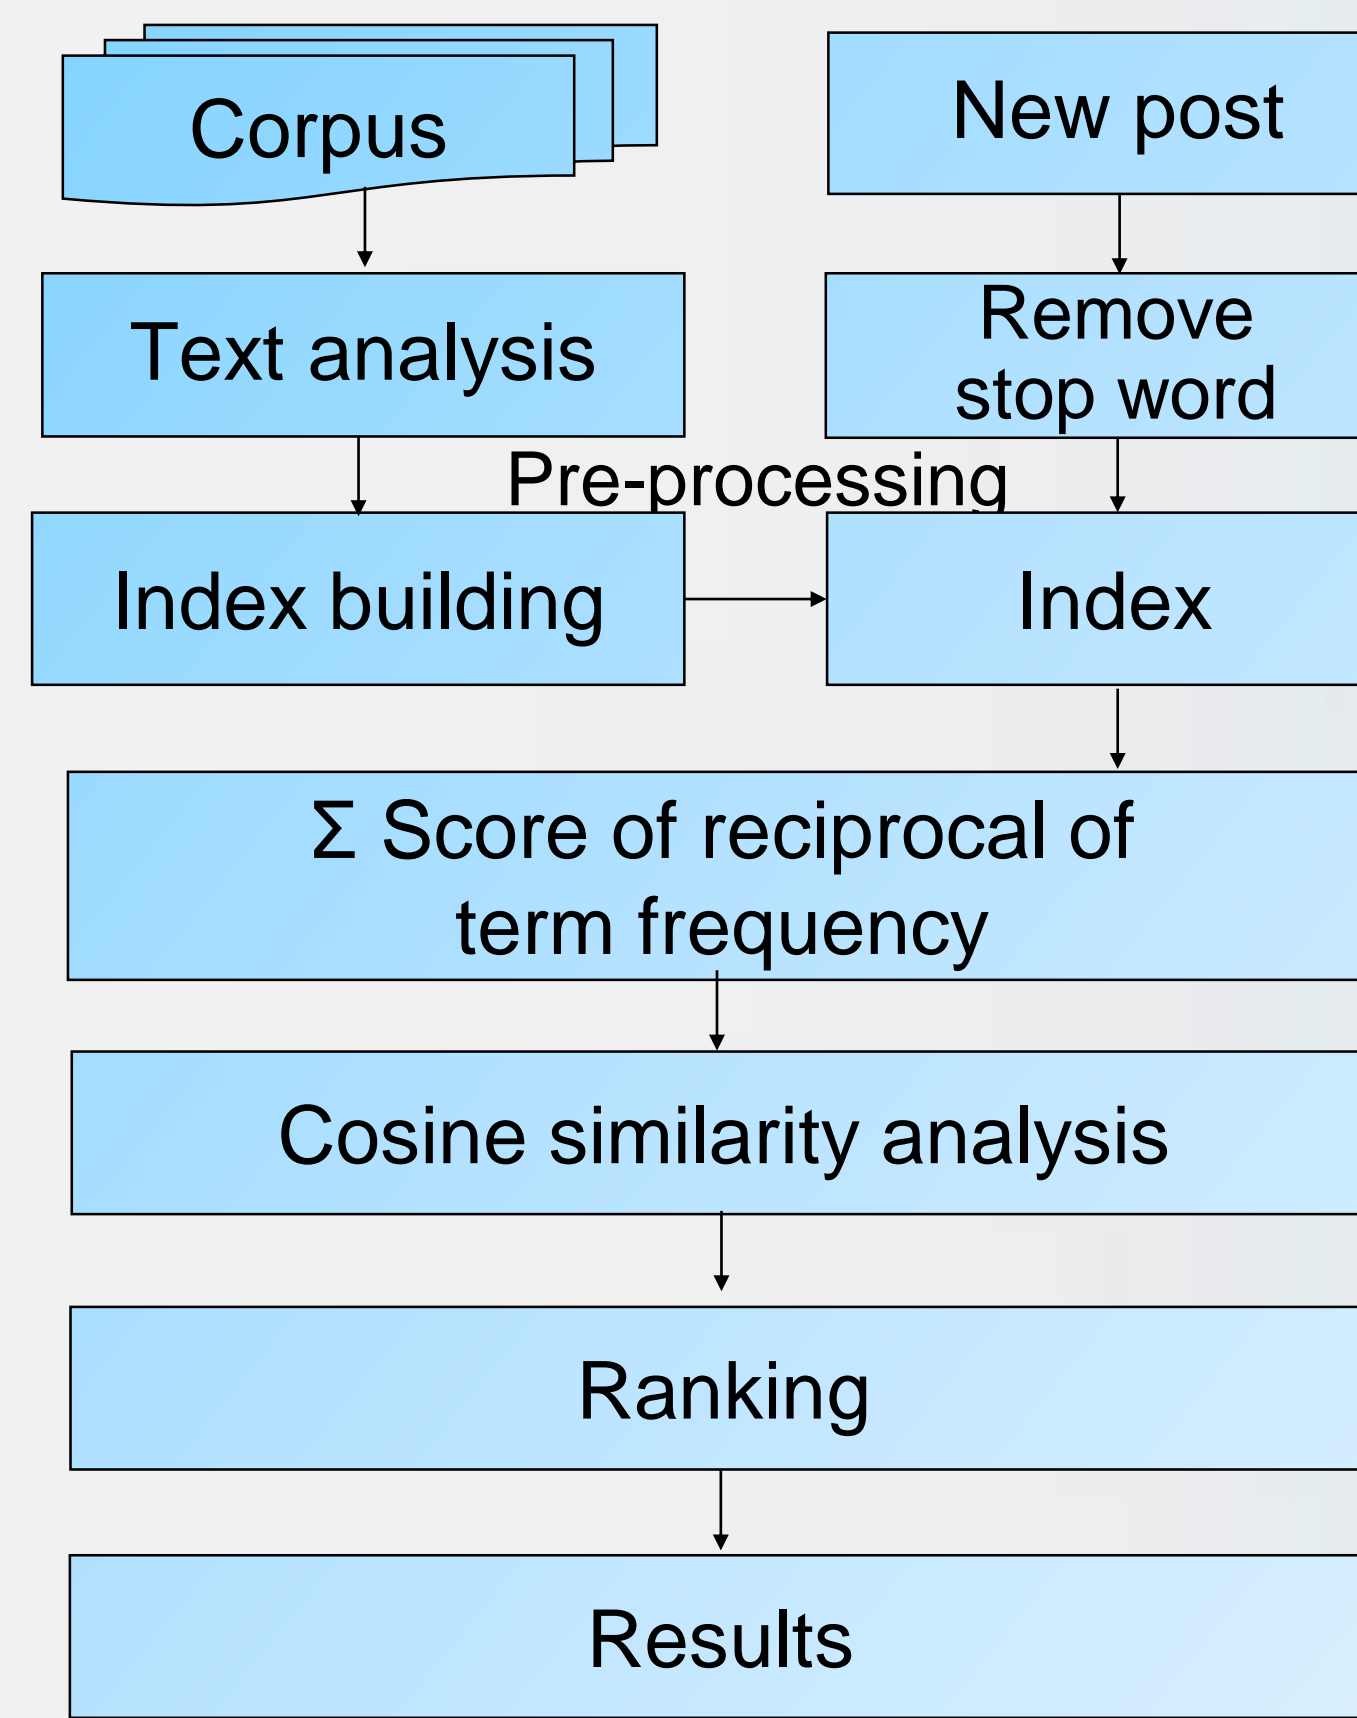 Corpus
New post
Text analysis
Remove
stop word
Pre-processing
Index building
Index
Σ Score of reciprocal of
term frequency
Cosine similarity analysis
Ranking
Results